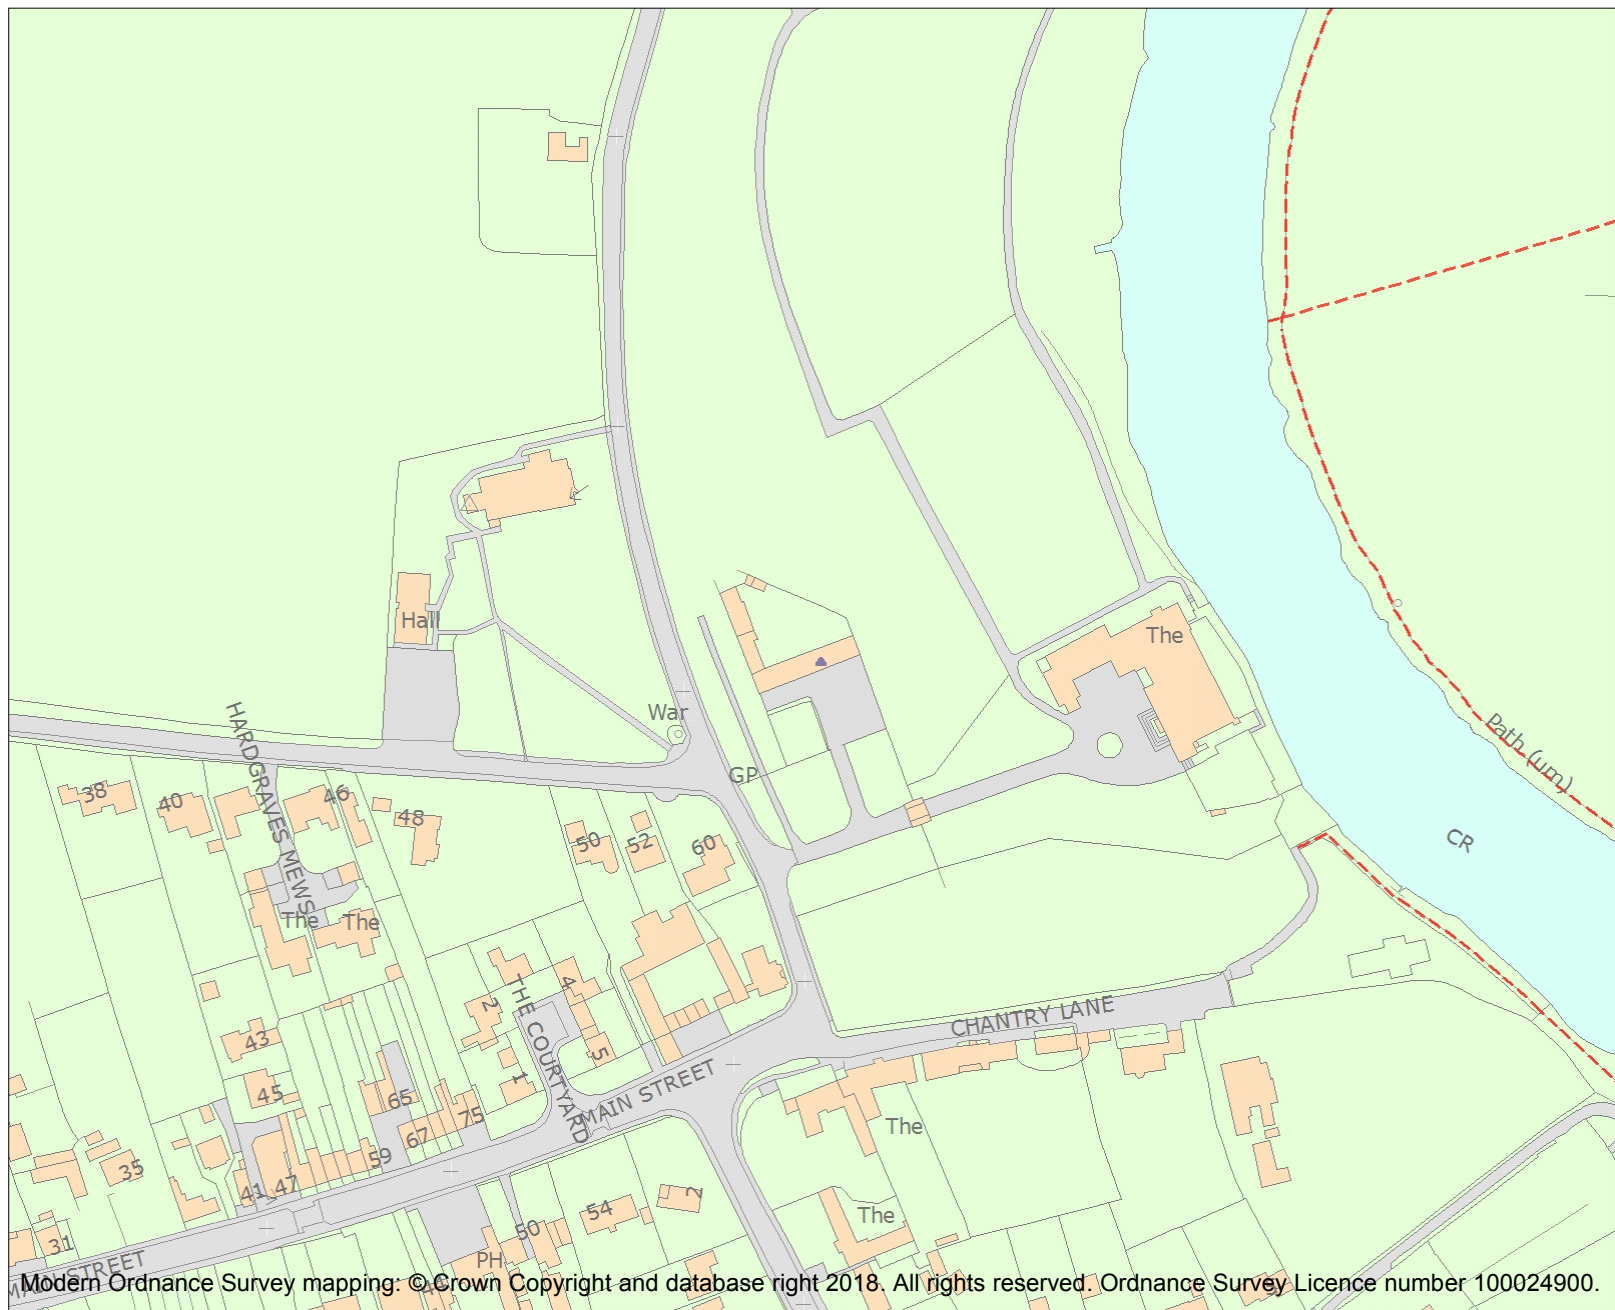 Hall
War
HARDGRAVES MEWS
The
GP
38
40
46
48
50
52
60
Path (um)
CR
The
The
THE COURTYARD
2
4
5
1
CHANTRY LANE
43
45
65
67
75
MAIN STREET
The
35
59
41
47
54
2
The
31
50
PH
MAIN STREET
Modern Ordnance Survey mapping: © Crown Copyright and database right 2018. All rights reserved. Ordnance Survey Licence number 100024900.